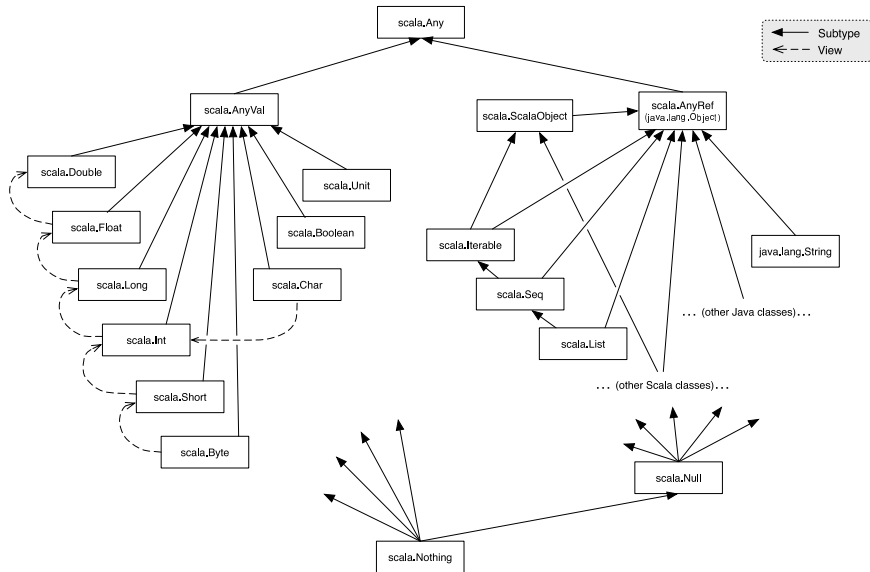 scala.Any
Subtype
View
scala.AnyVal
scala.ScalaObject
scala.AnyRef
(java.lang.Object)
scala.Double
scala.Unit
scala.Float
scala.Boolean
scala.Iterable
java.lang.String
scala.Long
scala.Char
scala.Seq
... (other Java classes)...
scala.Int
scala.List
scala.Short
... (other Scala classes)...
scala.Byte
scala.Null
scala.Nothing